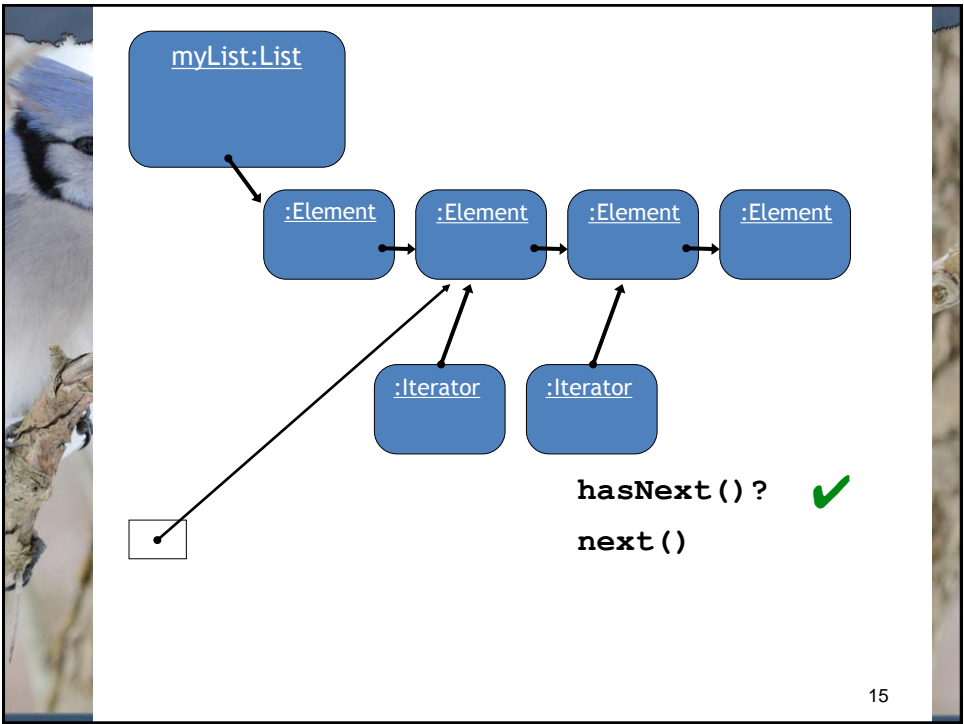 myList:List
:Element :Element :Element :Element
:Iterator :Iterator
hasNext()? ✔
next()
15